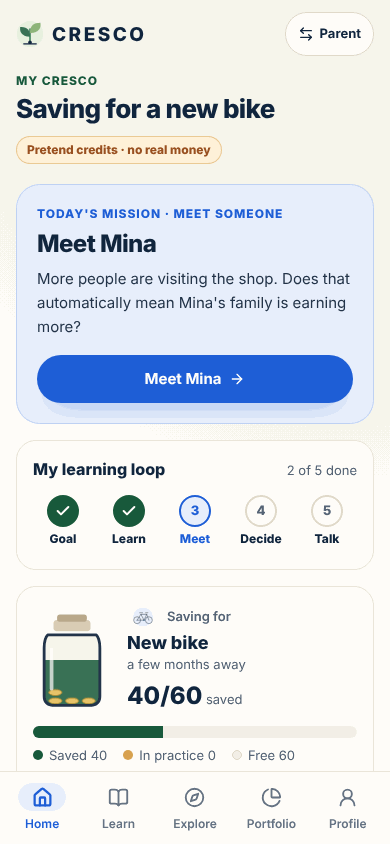 CRESCO
Parent
MY CRESCO
Saving for a new bike
Pretend credits · no real money
TODAY'S MISSION · MEET SOMEONE
Meet Mina
More people are visiting the shop. Does that
automatically mean Mina's family is earning
more?
Meet Mina →
My learning loop
2 of 5 done
3
4
5
Goal
Learn
Meet
Decide
Talk
Saving for
New bike
a few months away
40/60 saved
Saved 40
In practice 0
Free 60
Home
Learn
Explore
Portfolio
Profile